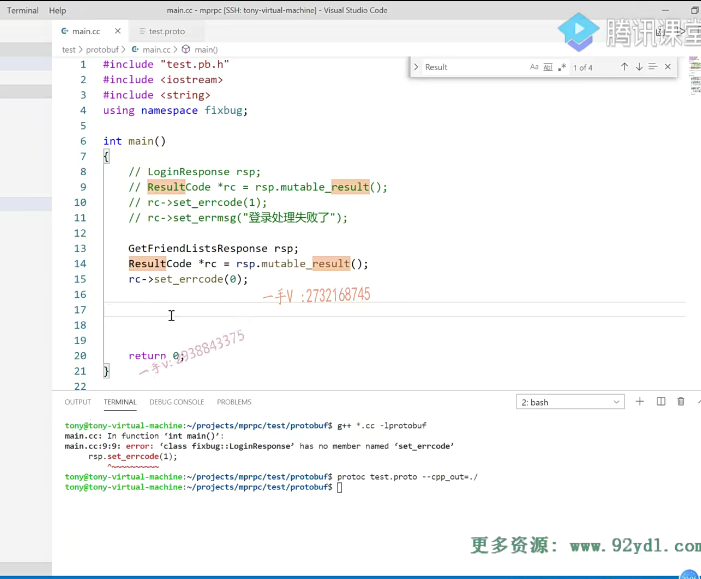 Terminal Help main.cc - mprpc [SSH: tony-virtual-machine] - Visual Studio Code
腾讯课堂
main.cc test.proto
test > protobuf > main.cc > main()
Result Aa Abl .* 1 of 4
1 #include "test.pb.h"
2 #include <iostream>
3 #include <string>
4 using namespace fixbug;
5
6 int main()
7 {
8 // LoginResponse rsp;
9 // ResultCode *rc = rsp.mutable_result();
10 // rc->set_errcode(1);
11 // rc->set_errmsg("登录处理失败了");
12
13 GetFriendListsResponse rsp;
14 ResultCode *rc = rsp.mutable_result();
15 rc->set_errcode(0);
16
一手V :2732168745
17
18
19
20 return 0;
一手v: 2938843375
21 }
22
OUTPUT TERMINAL DEBUG CONSOLE PROBLEMS 2: bash
tony@tony-virtual-machine:~/projects/mprpc/test/protobuf$ g++ *.cc -lprotobuf
main.cc: In function ‘int main()’:
main.cc:9:9: error: ‘class fixbug::LoginResponse’ has no member named ‘set_errcode’
rsp.set_errcode(1);
^~~~~~~~~~~
tony@tony-virtual-machine:~/projects/mprpc/test/protobuf$ protoc test.proto --cpp_out=./
tony@tony-virtual-machine:~/projects/mprpc/test/protobuf$
更多资源: www.92ydl.com